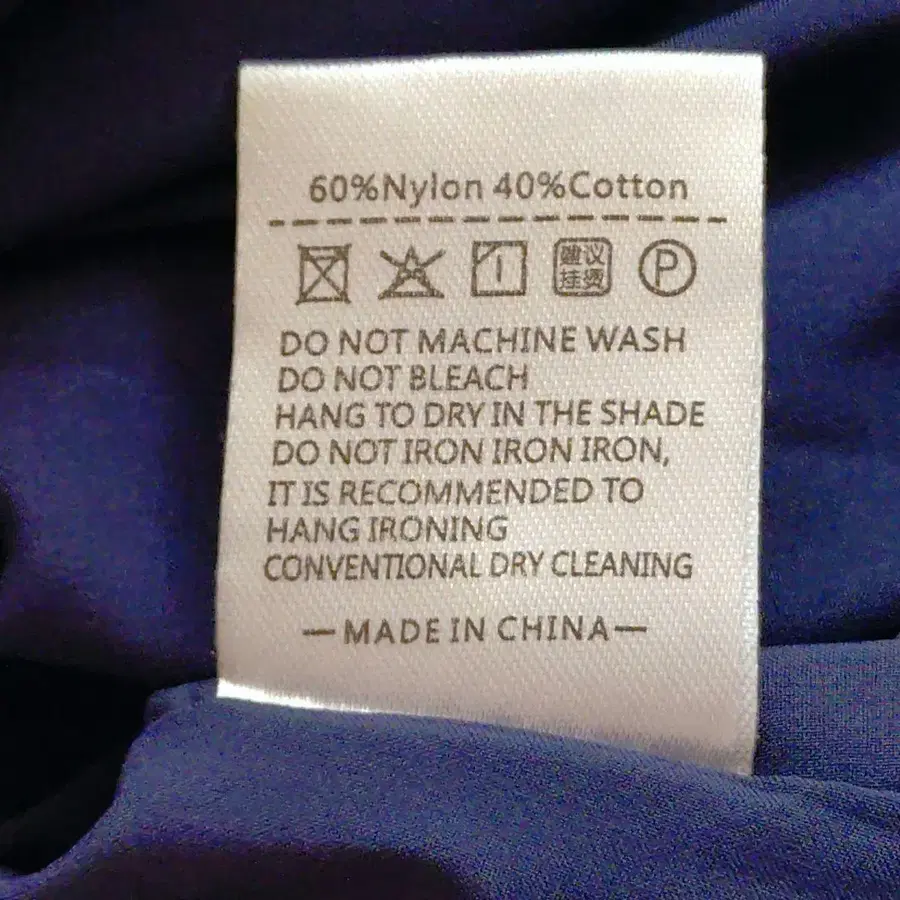 60%Nylon 40%Cotton
建议
挂烫
P
DO NOT MACHINE WASH
DO NOT BLEACH
HANG TO DRY IN THE SHADE
DO NOT IRON IRON IRON,
IT IS RECOMMENDED TO
HANG IRONING
CONVENTIONAL DRY CLEANING
—MADE IN CHINA—